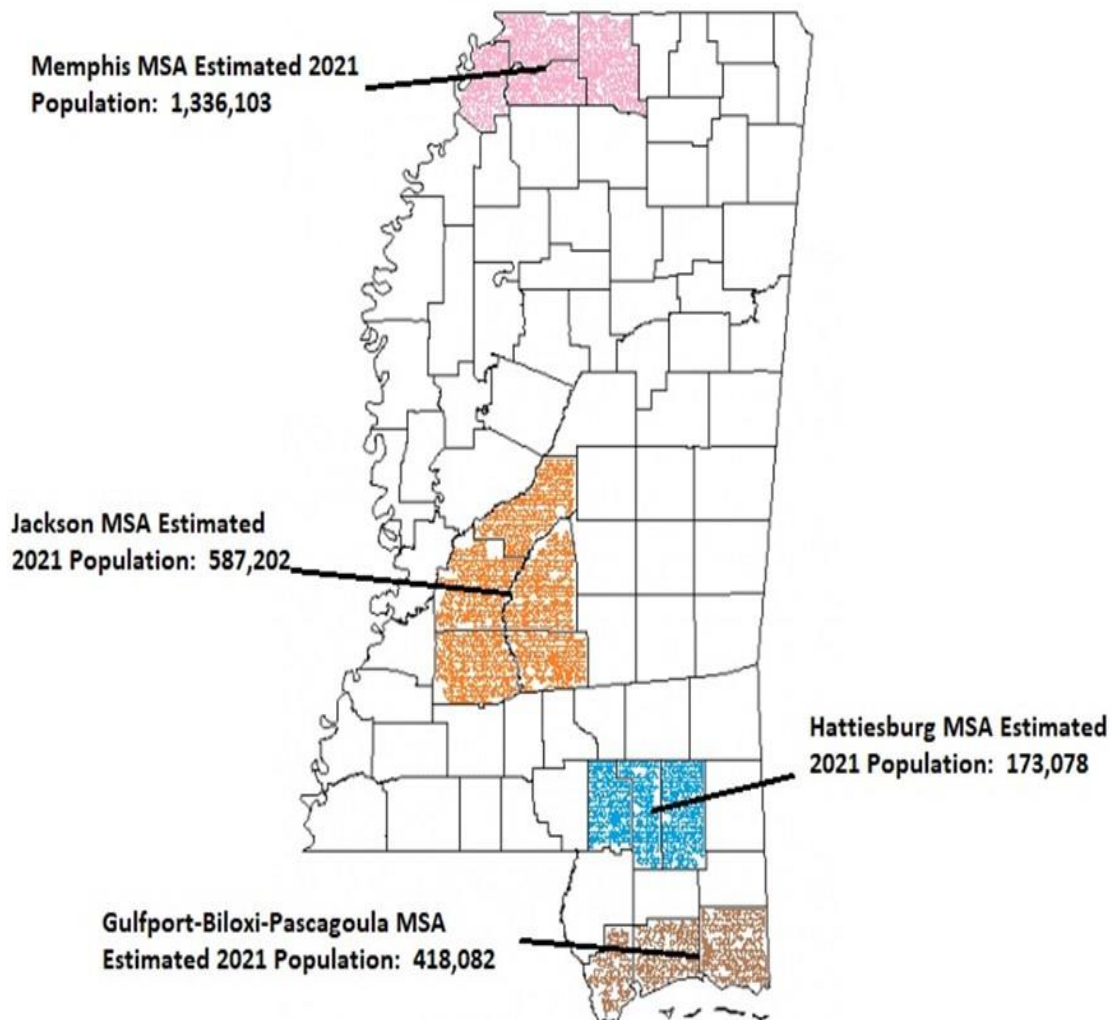 Memphis MSA Estimated 2021
Population: 1,336,103
Jackson MSA Estimated
2021 Population: 587,202
Hattiesburg MSA Estimated
2021 Population: 173,078
Gulfport-Biloxi-Pascagoula MSA
Estimated 2021 Population: 418,082